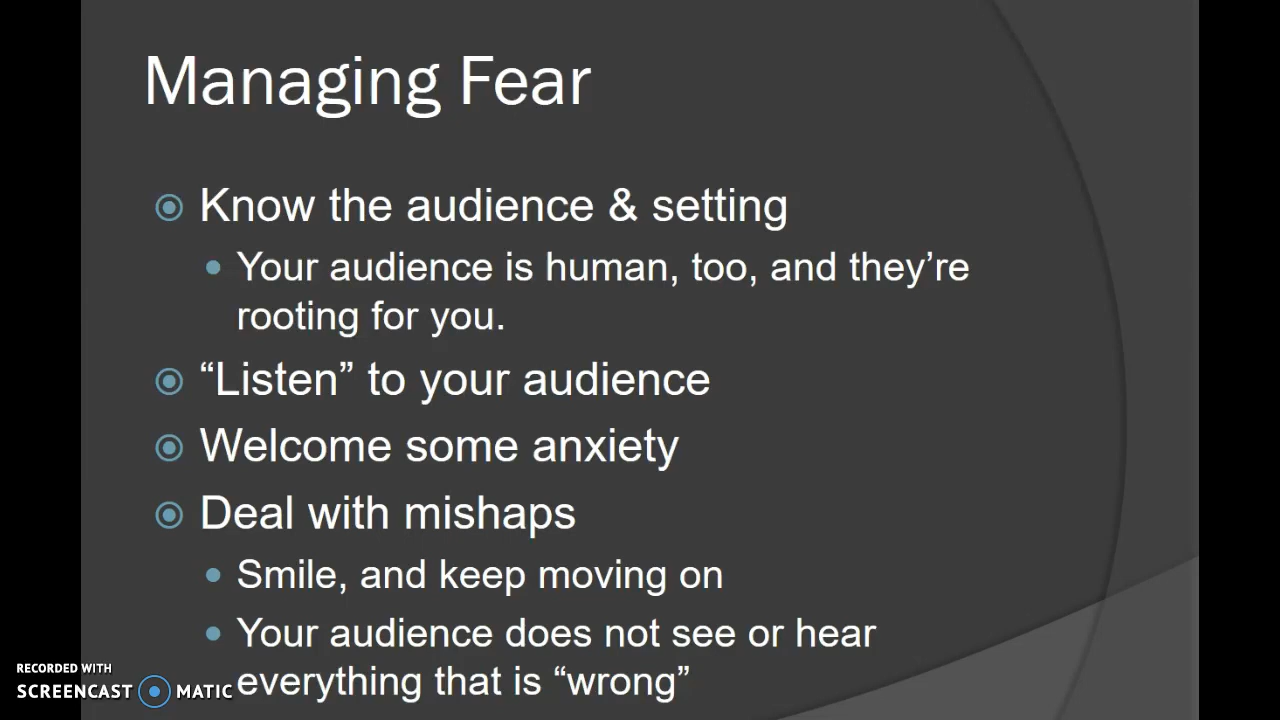 Managing Fear
Know the audience & setting
Your audience is human, too, and they’re
rooting for you.
“Listen” to your audience
Welcome some anxiety
Deal with mishaps
Smile, and keep moving on
Your audience does not see or hear
everything that is “wrong”
RECORDED WITH
SCREENCAST MATIC